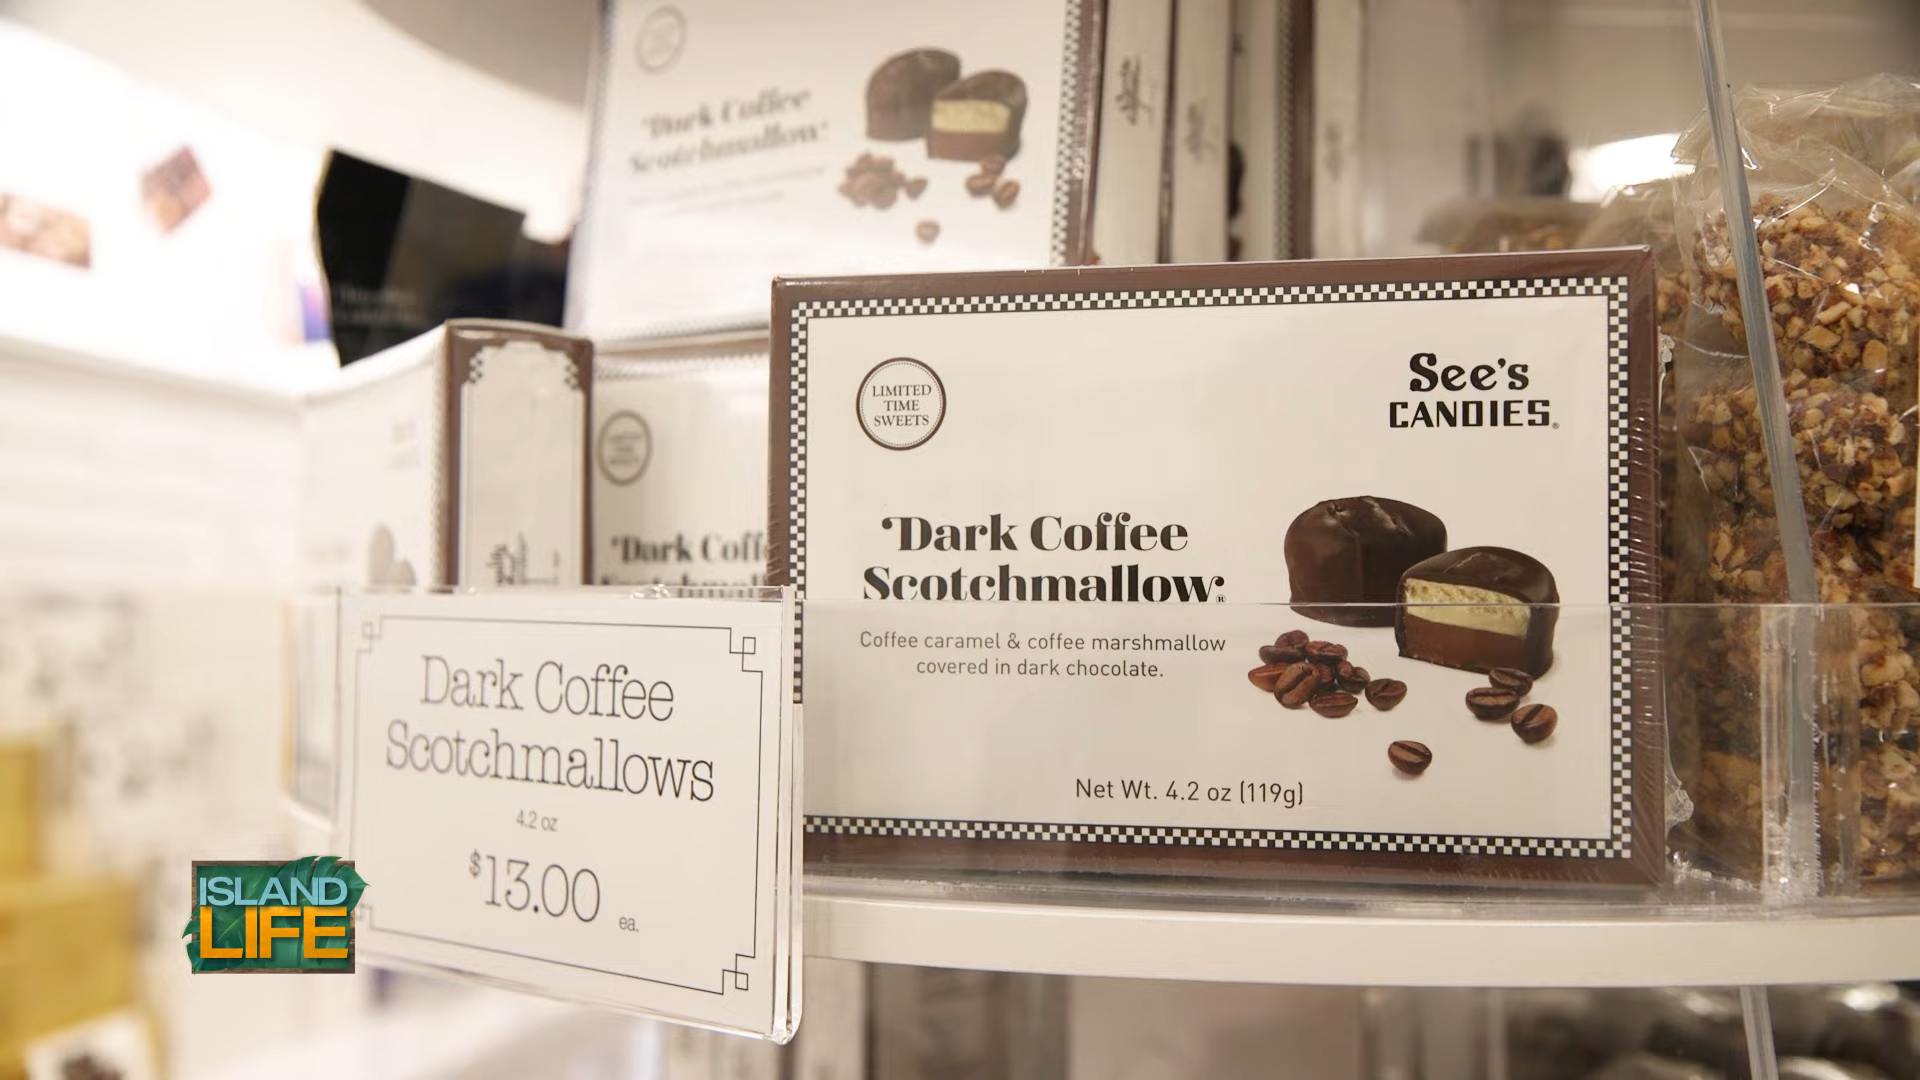 Dark Coffee
Scotchmallow
LIMITED
TIME
SWEETS
See's
CANDIES®
Dark Coffee
Scotchmallow®
Coffee caramel & coffee marshmallow
covered in dark chocolate.
Net Wt. 4.2 oz (119g)
Dark Coff
Dark Coffee
Scotchmallows
4.2 oz
$13.00 ea.
ISLAND
LIFE